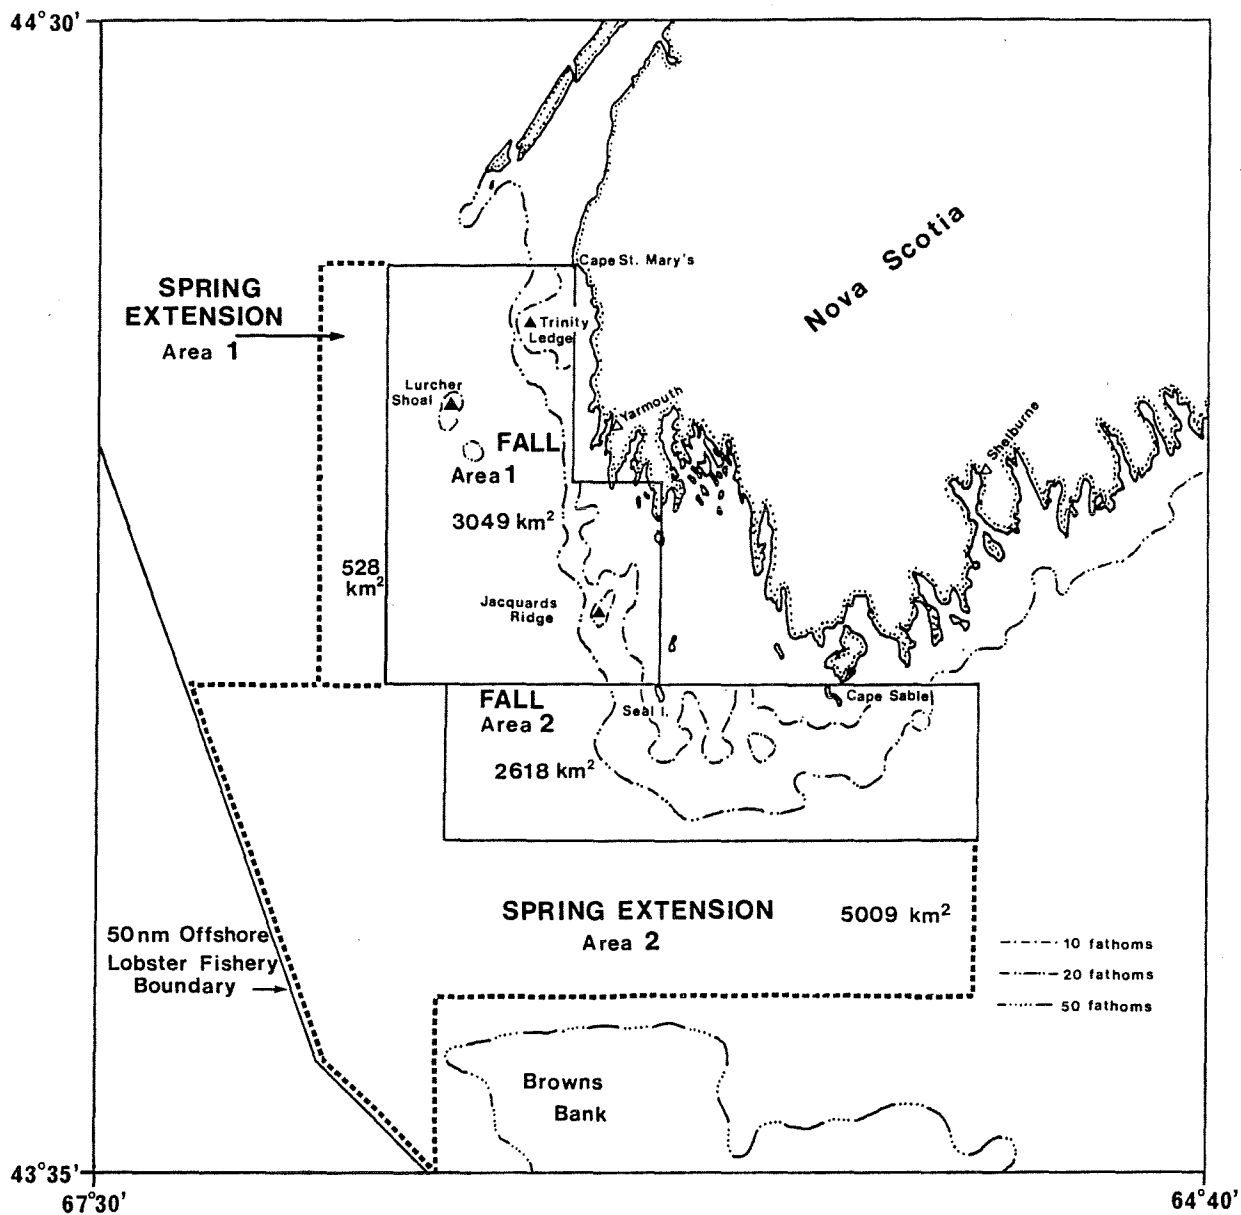 44°30'
Nova Scotia
Cape St. Mary's
SPRING
EXTENSION
Area 1
Trinity
Ledge
Lurcher
Shoal
Yarmouth
Shelburne
FALL
Area 1
3049 km²
528
km²
Jacquards
Ridge
FALL
Area 2
Seal I.
Cape Sable
2618 km²
SPRING EXTENSION
Area 2
5009 km²
50nm Offshore
Lobster Fishery
Boundary
10 fathoms
20 fathoms
50 fathoms
Browns
Bank
43°35'
67°30'
64°40'